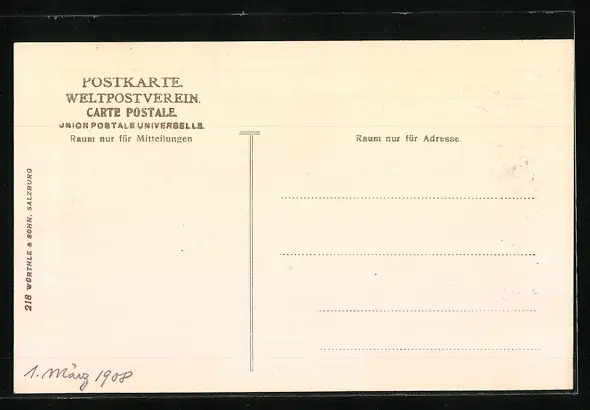 POSTKARTE.
WELTPOSTVEREIN.
CARTE POSTALE.
UNION POSTALE UNIVERSELLE.
Raum nur für Mitteilungen
Raum nur für Adresse.
218 WÜRTHLE & SOHN, SALZBURG
1. März 1908